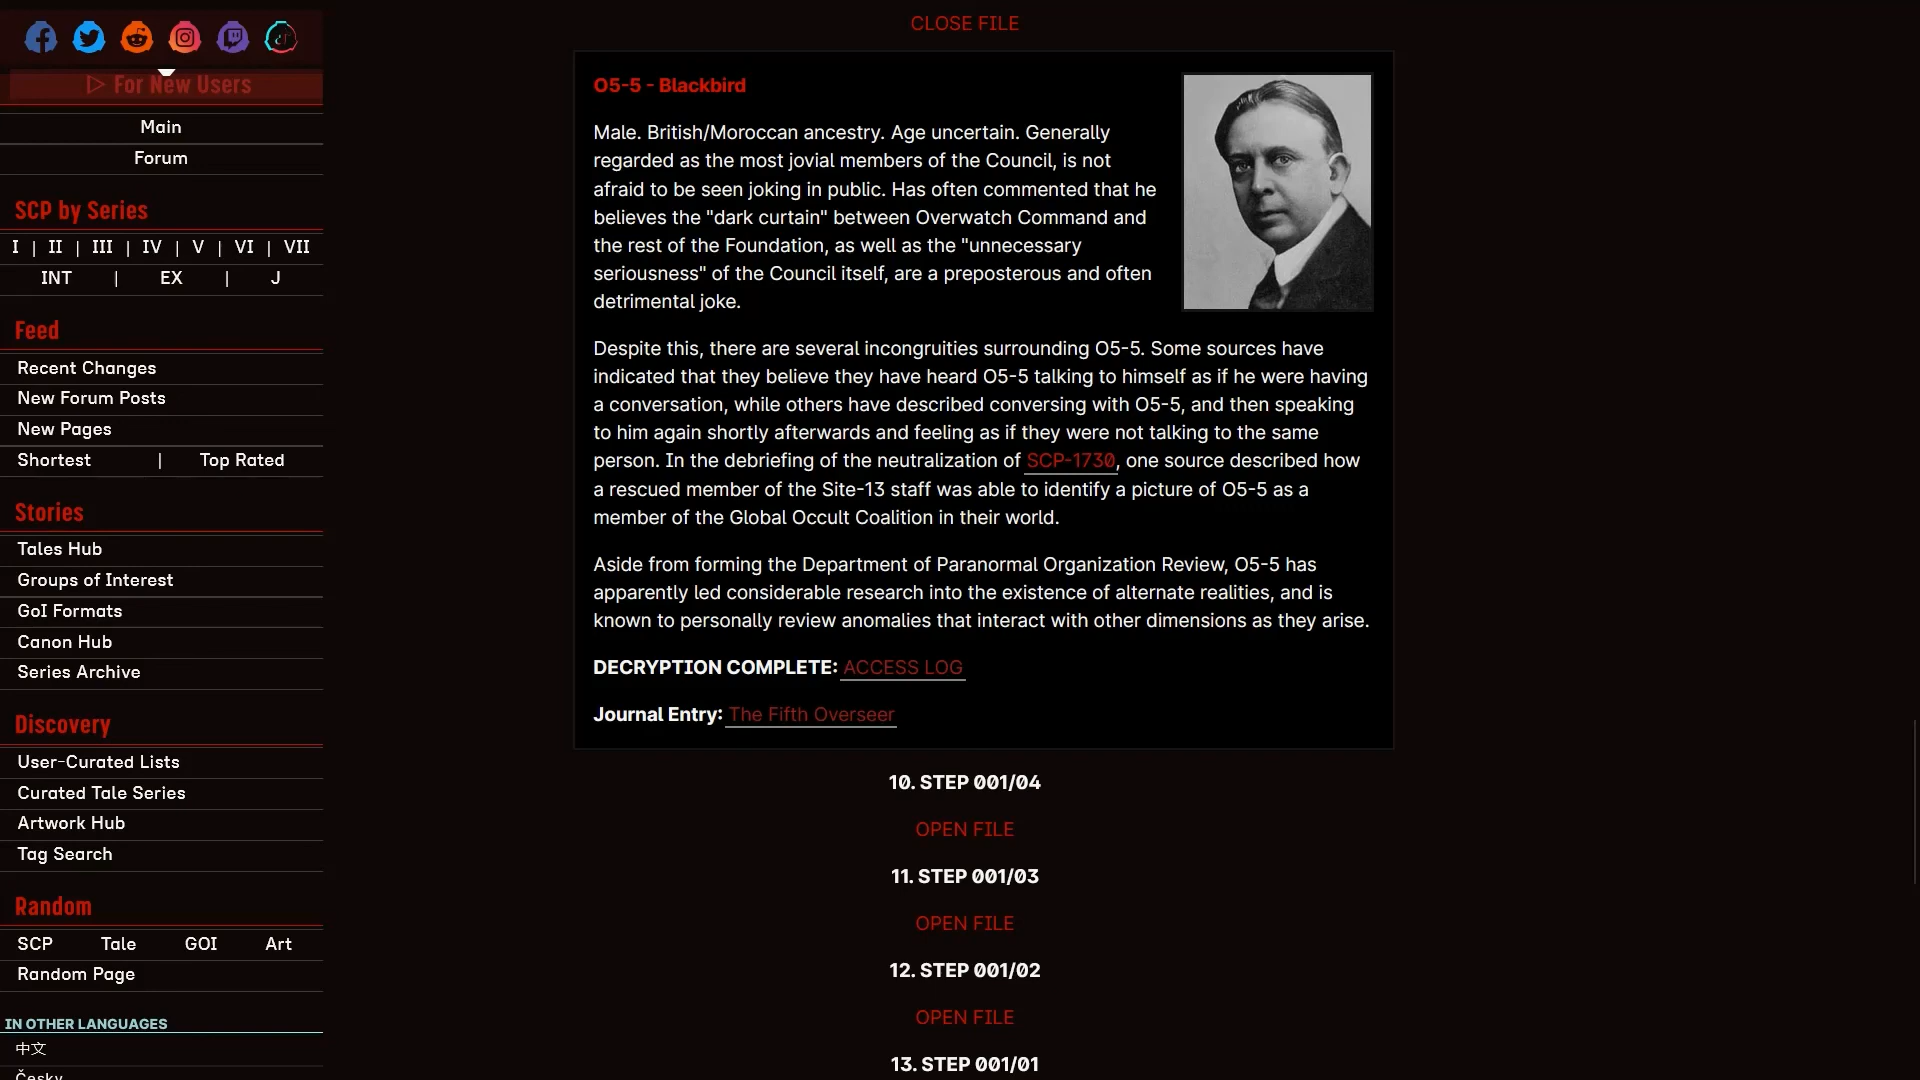 ▷ For New Users
Main
Forum
SCP by Series
I | II | III | IV | V | VI | VII
INT | EX | J
Feed
Recent Changes
New Forum Posts
New Pages
Shortest | Top Rated
Stories
Tales Hub
Groups of Interest
GoI Formats
Canon Hub
Series Archive
Discovery
User-Curated Lists
Curated Tale Series
Artwork Hub
Tag Search
Random
SCP Tale GOI Art
Random Page
IN OTHER LANGUAGES
中文
Česky
CLOSE FILE
O5-5 - Blackbird
Male. British/Moroccan ancestry. Age uncertain. Generally
regarded as the most jovial members of the Council, is not
afraid to be seen joking in public. Has often commented that he
believes the "dark curtain" between Overwatch Command and
the rest of the Foundation, as well as the "unnecessary
seriousness" of the Council itself, are a preposterous and often
detrimental joke.
Despite this, there are several incongruities surrounding O5-5. Some sources have
indicated that they believe they have heard O5-5 talking to himself as if he were having
a conversation, while others have described conversing with O5-5, and then speaking
to him again shortly afterwards and feeling as if they were not talking to the same
person. In the debriefing of the neutralization of SCP-1730, one source described how
a rescued member of the Site-13 staff was able to identify a picture of O5-5 as a
member of the Global Occult Coalition in their world.
Aside from forming the Department of Paranormal Organization Review, O5-5 has
apparently led considerable research into the existence of alternate realities, and is
known to personally review anomalies that interact with other dimensions as they arise.
DECRYPTION COMPLETE: ACCESS LOG
Journal Entry: The Fifth Overseer
10. STEP 001/04
OPEN FILE
11. STEP 001/03
OPEN FILE
12. STEP 001/02
OPEN FILE
13. STEP 001/01